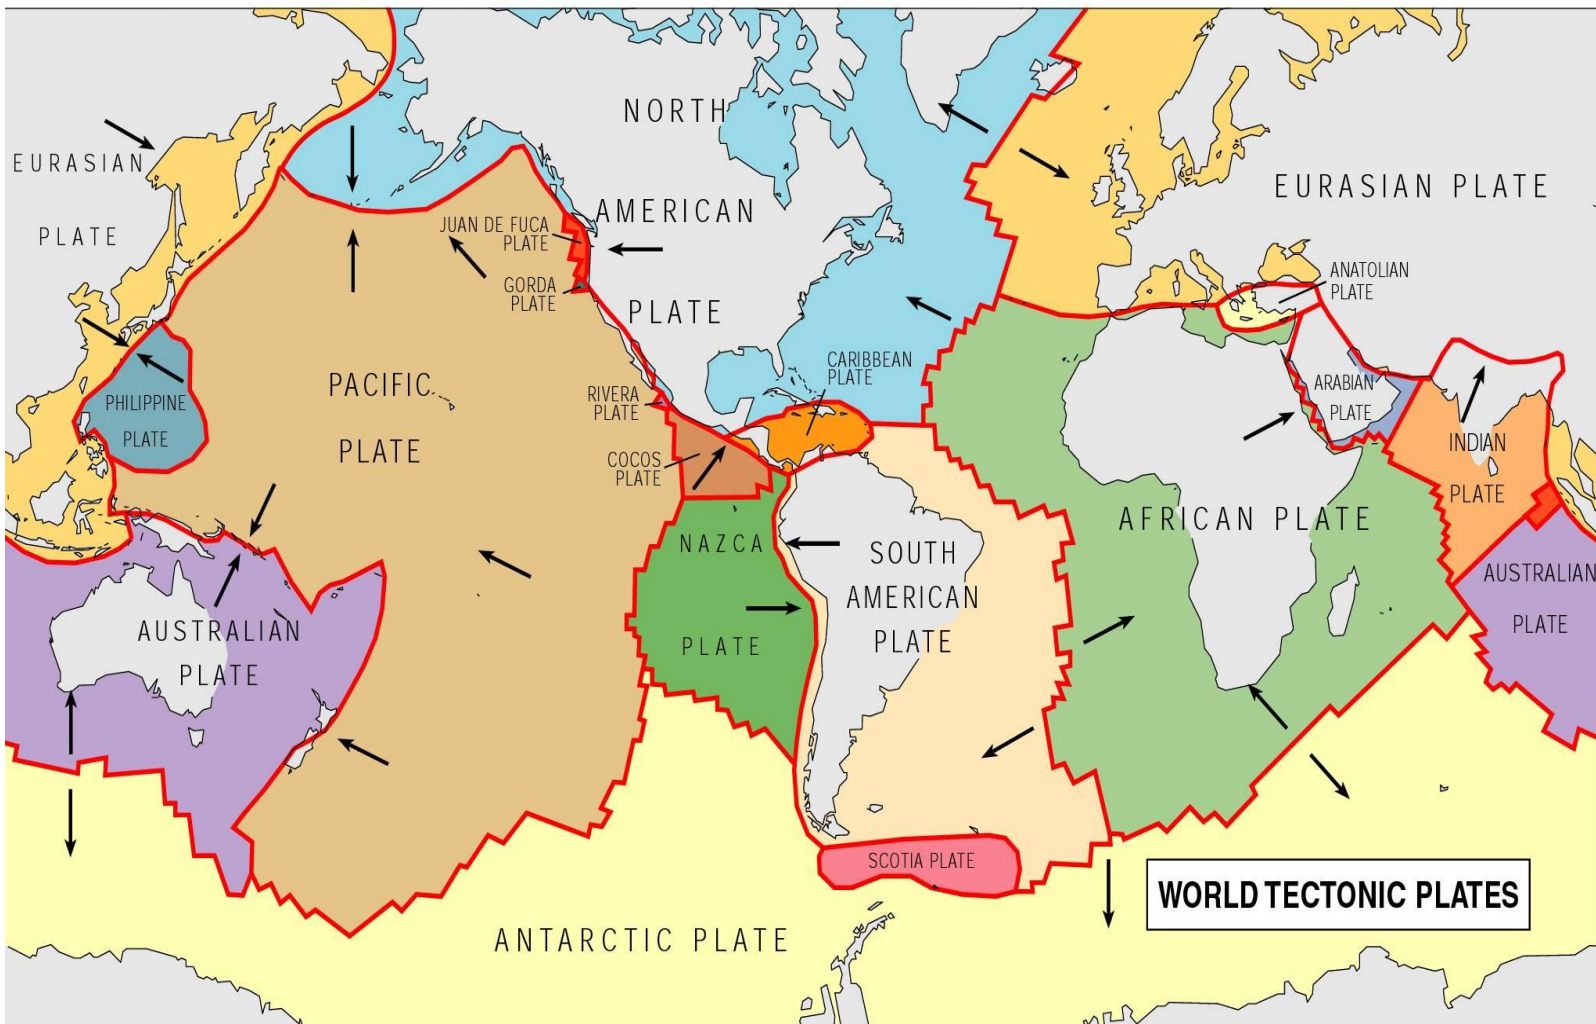 EURASIAN
PLATE
NORTH
AMERICAN
PLATE
EURASIAN PLATE
JUAN DE FUCA
PLATE
GORDA
PLATE
ANATOLIAN
PLATE
PHILIPPINE
PLATE
PACIFIC
PLATE
RIVERA
PLATE
CARIBBEAN
PLATE
ARABIAN
PLATE
COCOS
PLATE
INDIAN
PLATE
AFRICAN PLATE
NAZCA
PLATE
SOUTH
AMERICAN
PLATE
AUSTRALIAN
PLATE
AUSTRALIAN
PLATE
SCOTIA PLATE
ANTARCTIC PLATE
WORLD TECTONIC PLATES